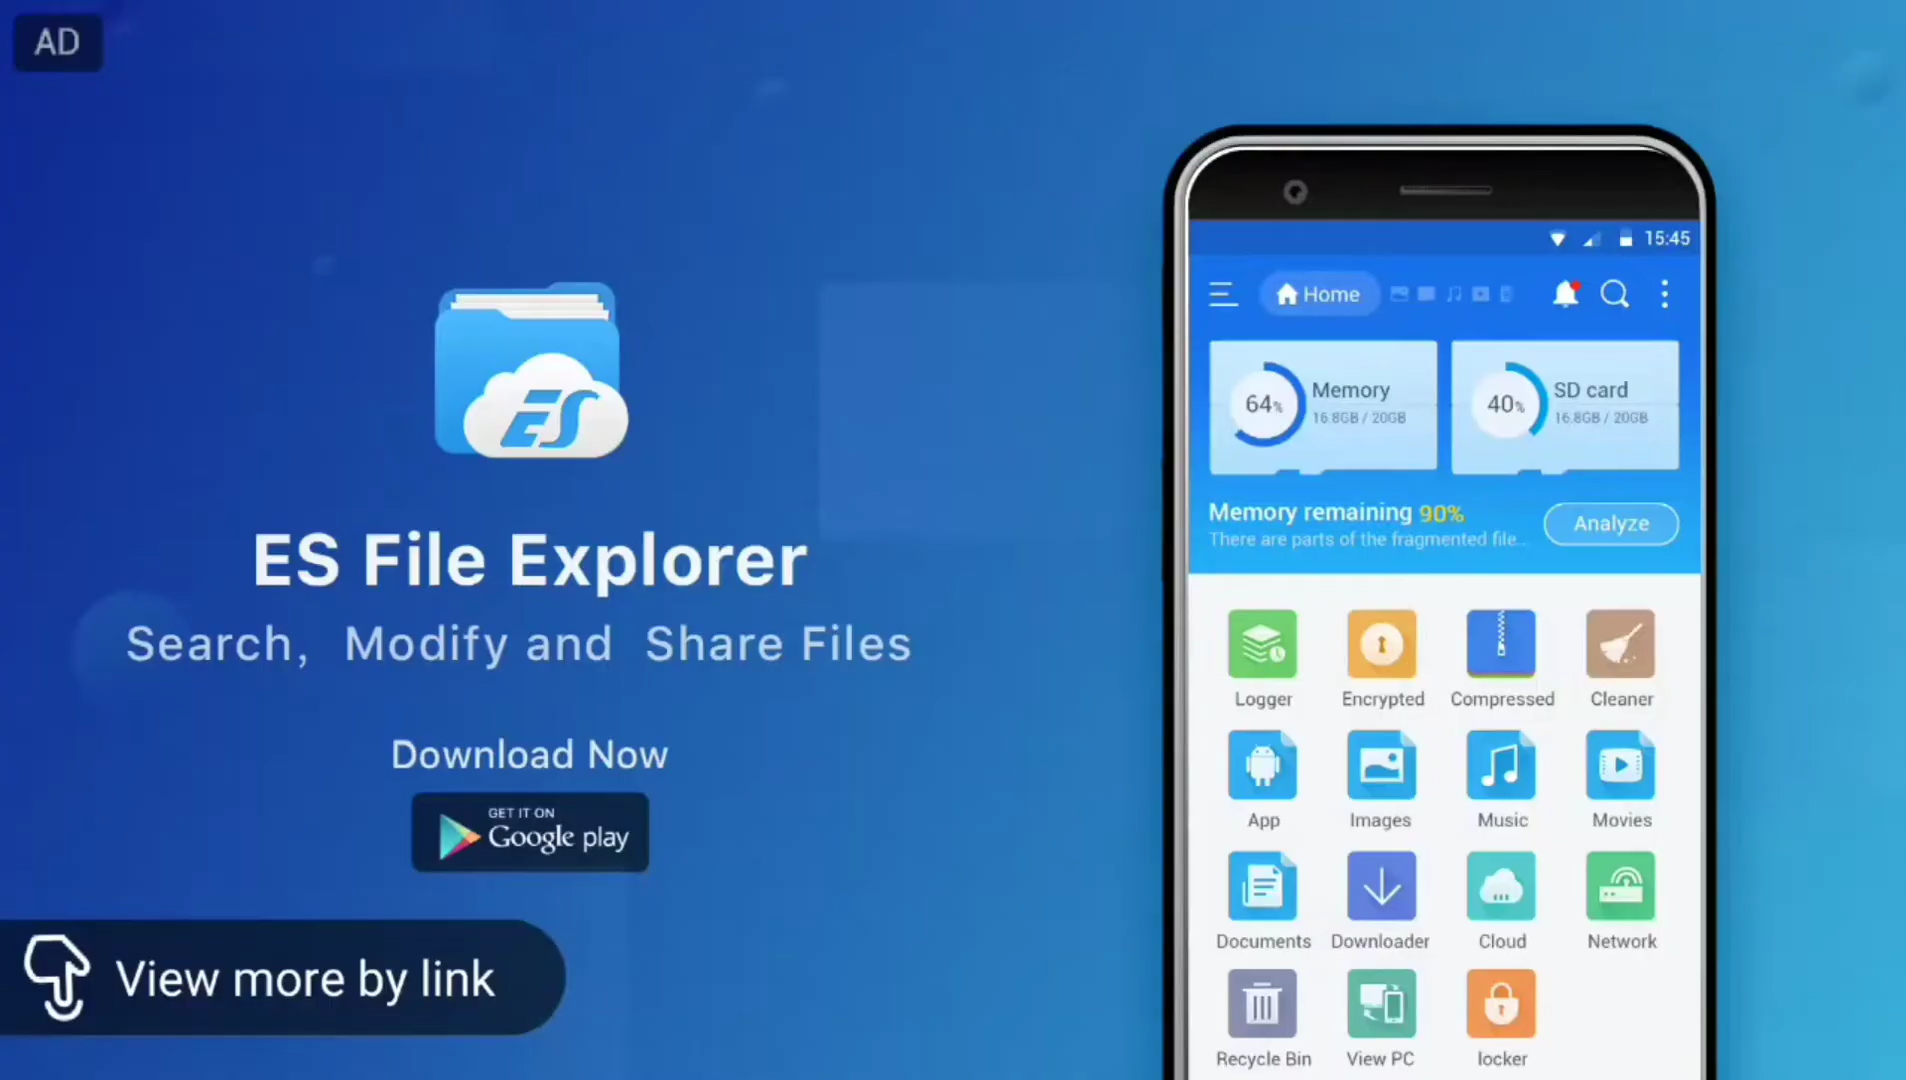 AD
ES
ES File Explorer
Search, Modify and Share Files
Download Now
GET IT ON
Google play
View more by link
15:45
Home
64%
Memory
16.8GB / 20GB
40%
SD card
16.8GB / 20GB
Memory remaining 90%
There are parts of the fragmented file...
Analyze
Logger
Encrypted
Compressed
Cleaner
App
Images
Music
Movies
Documents
Downloader
Cloud
Network
Recycle Bin
View PC
locker